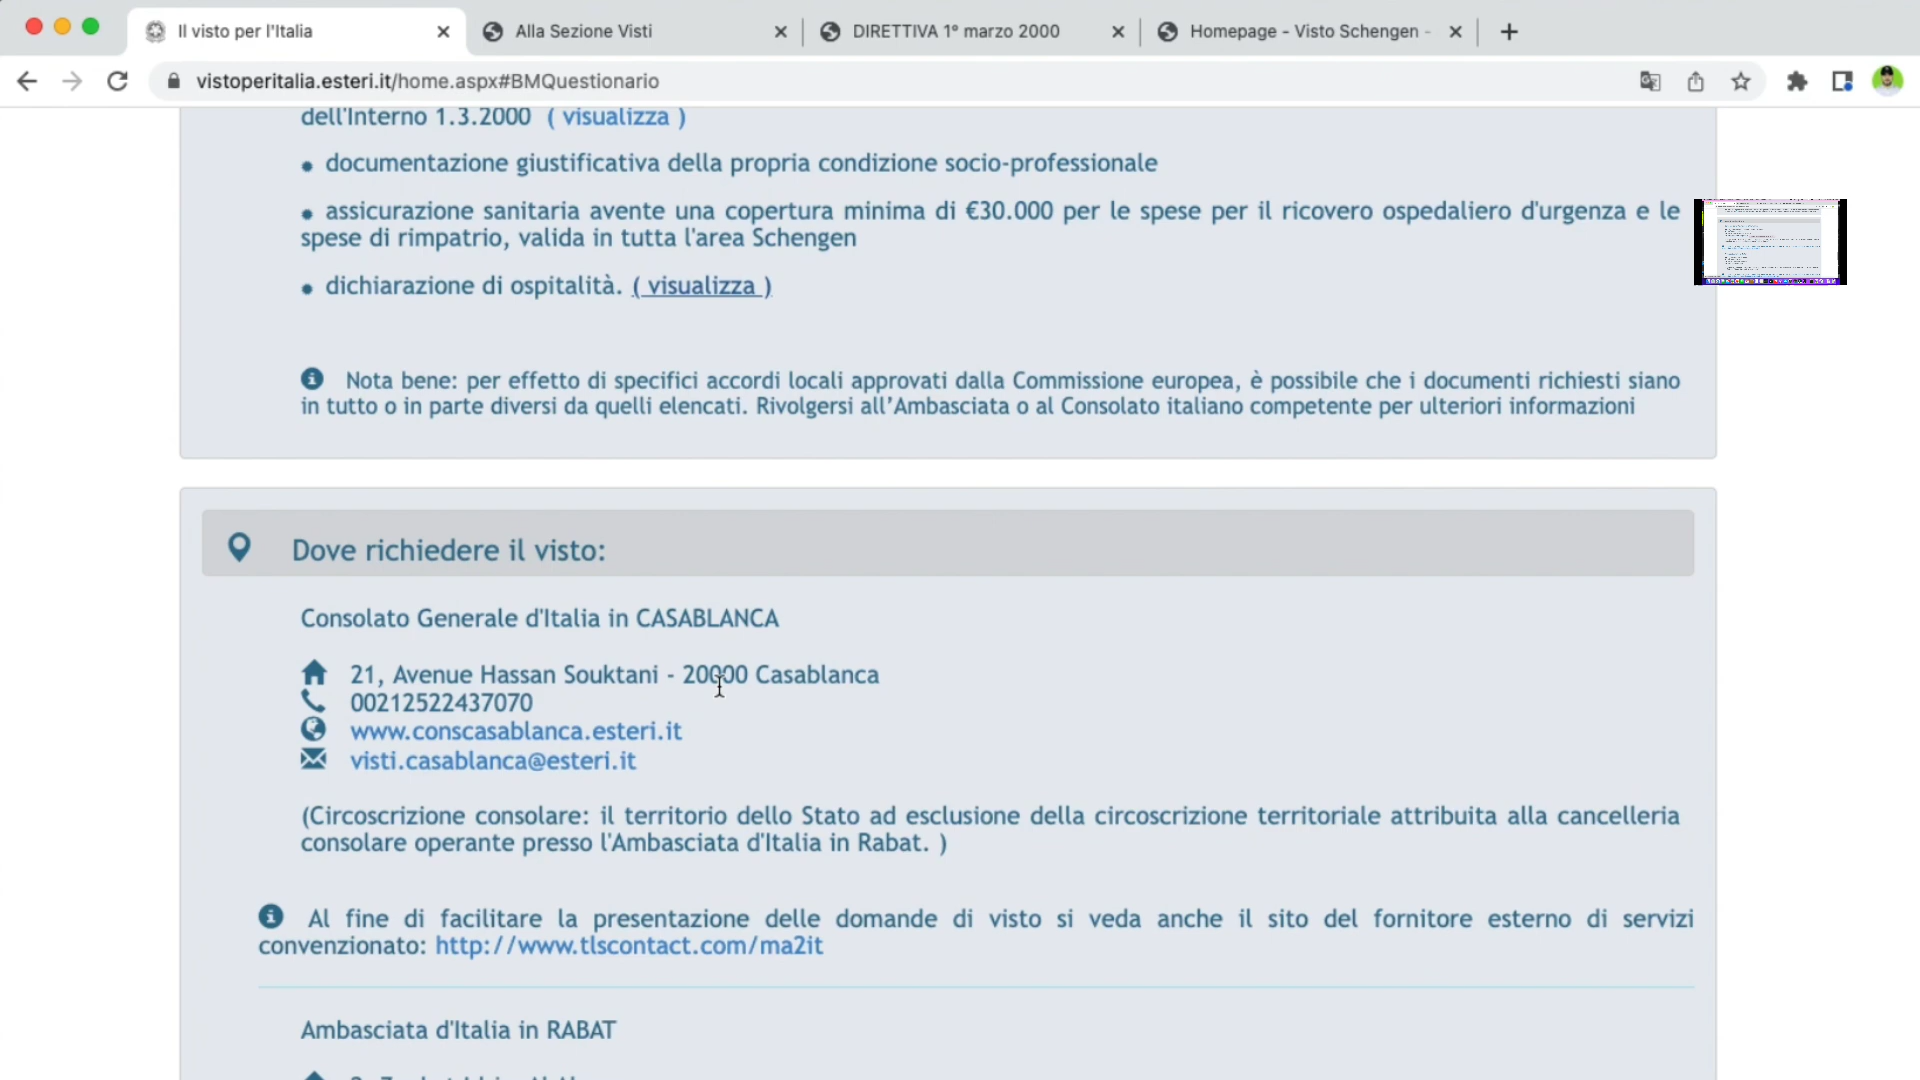 Il visto per l'Italia
Alla Sezione Visti
DIRETTIVA 1° marzo 2000
Homepage - Visto Schengen -
vistoperitalia.esteri.it/home.aspx#BMQuestionario
dell'Interno 1.3.2000 ( visualizza )
• documentazione giustificativa della propria condizione socio-professionale
• assicurazione sanitaria avente una copertura minima di €30.000 per le spese per il ricovero ospedaliero d'urgenza e le
spese di rimpatrio, valida in tutta l'area Schengen
• dichiarazione di ospitalità. ( visualizza )
Nota bene: per effetto di specifici accordi locali approvati dalla Commissione europea, è possibile che i documenti richiesti siano
in tutto o in parte diversi da quelli elencati. Rivolgersi all’Ambasciata o al Consolato italiano competente per ulteriori informazioni
Dove richiedere il visto:
Consolato Generale d'Italia in CASABLANCA
21, Avenue Hassan Souktani - 20000 Casablanca
00212522437070
www.conscasablanca.esteri.it
visti.casablanca@esteri.it
(Circoscrizione consolare: il territorio dello Stato ad esclusione della circoscrizione territoriale attribuita alla cancelleria
consolare operante presso l'Ambasciata d'Italia in Rabat. )
Al fine di facilitare la presentazione delle domande di visto si veda anche il sito del fornitore esterno di servizi
convenzionato: http://www.tlscontact.com/ma2it
Ambasciata d'Italia in RABAT